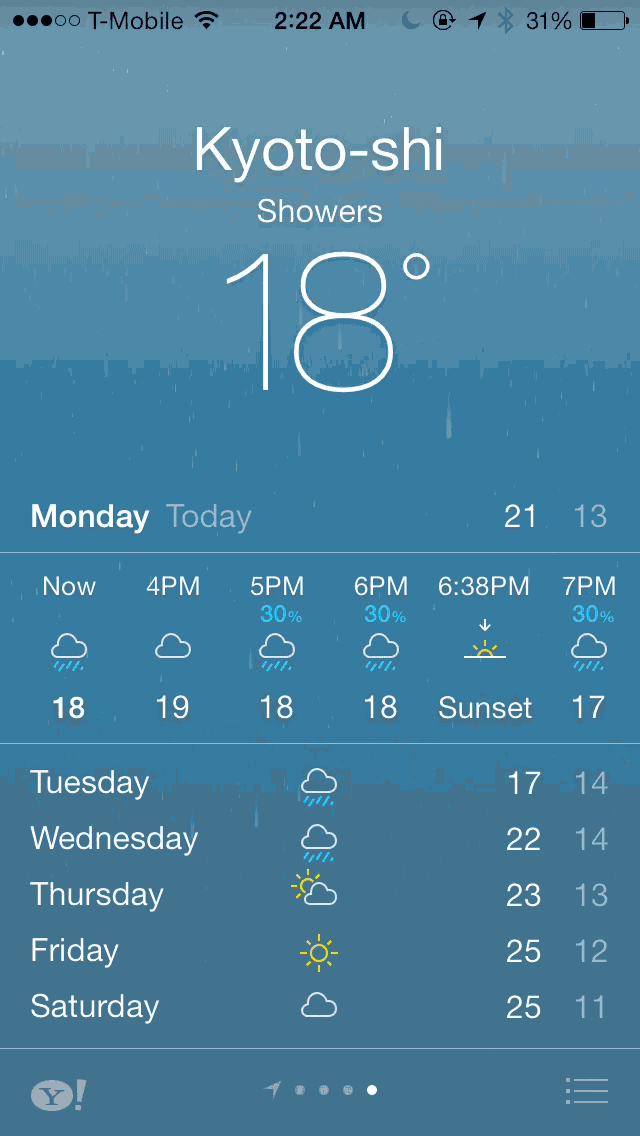 T-Mobile 2:22 AM 31%
Kyoto-shi
Showers
18°
Monday Today 21 13
Now 4PM 5PM 6PM 6:38PM 7PM
30% 30% 30%
18 19 18 18 Sunset 17
Tuesday 17 14
Wednesday 22 14
Thursday 23 13
Friday 25 12
Saturday 25 11
Y!